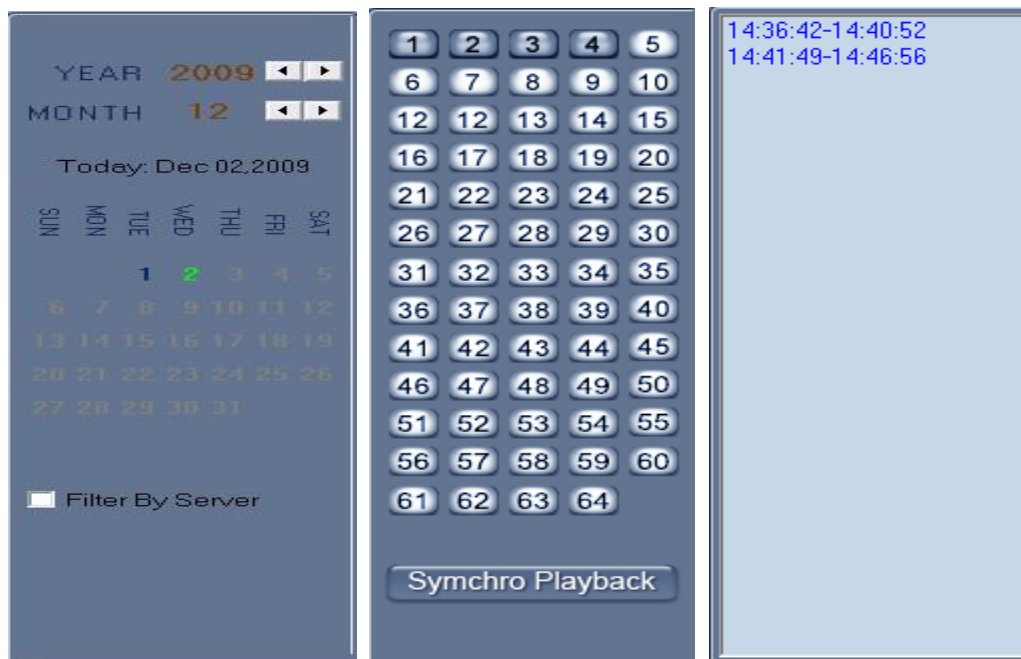 YEAR 2009
MONTH 12
Today: Dec 02,2009
SUN MON TUE WED THU FRI SAT
1 2 3 4 5
6 7 8 9 10 11 12
13 14 15 16 17 18 19
20 21 22 23 24 25 26
27 28 29 30 31
Filter By Server
1 2 3 4 5
6 7 8 9 10
12 12 13 14 15
16 17 18 19 20
21 22 23 24 25
26 27 28 29 30
31 32 33 34 35
36 37 38 39 40
41 42 43 44 45
46 47 48 49 50
51 52 53 54 55
56 57 58 59 60
61 62 63 64
Symchro Playback
14:36:42-14:40:52
14:41:49-14:46:56